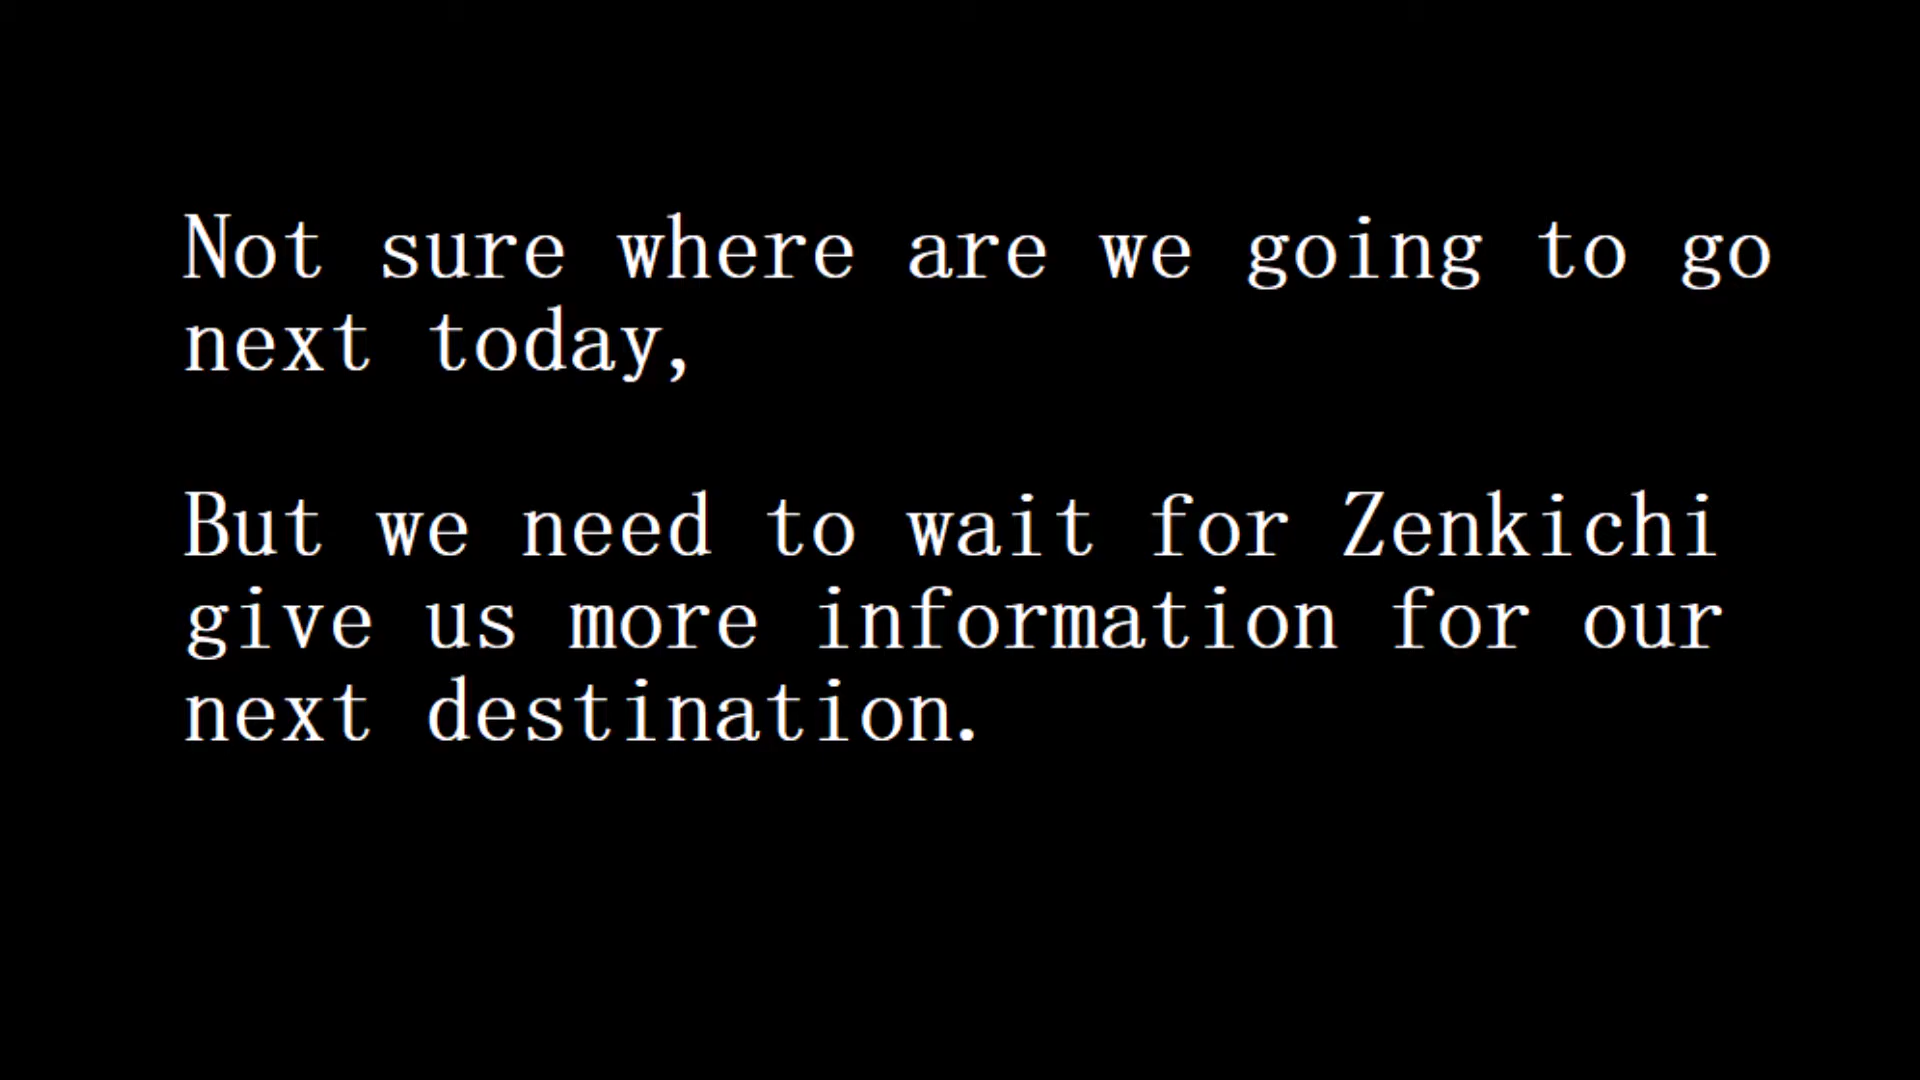 Not sure where are we going to go
next today,
But we need to wait for Zenkichi
give us more information for our
next destination.